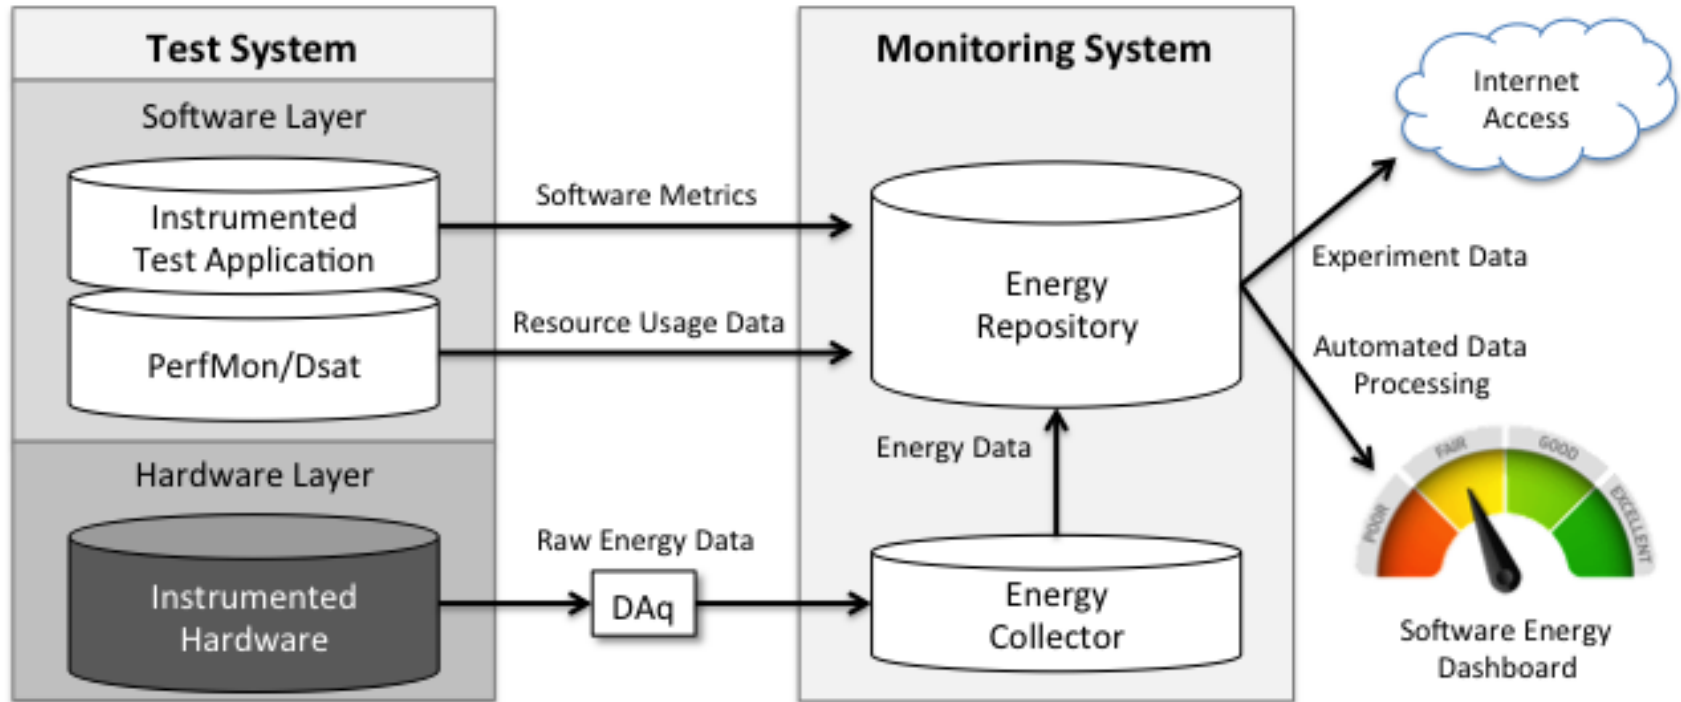 Test System
Software Layer
Instrumented
Test Application
PerfMon/Dsat
Hardware Layer
Instrumented
Hardware
Software Metrics
Resource Usage Data
Raw Energy Data
DAq
Monitoring System
Energy
Repository
Energy Data
Energy
Collector
Internet
Access
Experiment Data
Automated Data
Processing
POOR
FAIR
GOOD
EXCELLENT
Software Energy
Dashboard